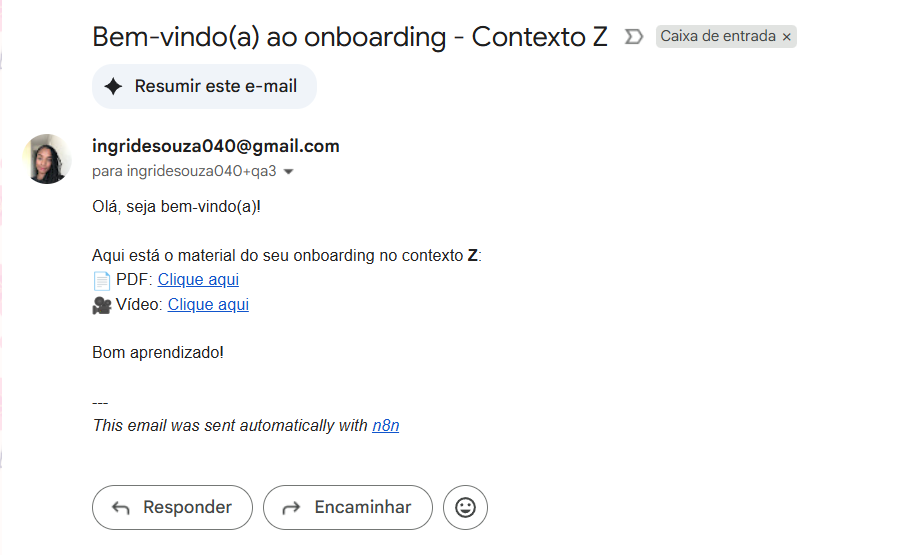 Bem-vindo(a) ao onboarding - Contexto Z Caixa de entrada ×
Resumir este e-mail
ingridesouza040@gmail.com
para ingridesouza040+qa3
Olá, seja bem-vindo(a)!
Aqui está o material do seu onboarding no contexto Z:
PDF: Clique aqui
Vídeo: Clique aqui
Bom aprendizado!
---
This email was sent automatically with n8n
Responder Encaminhar